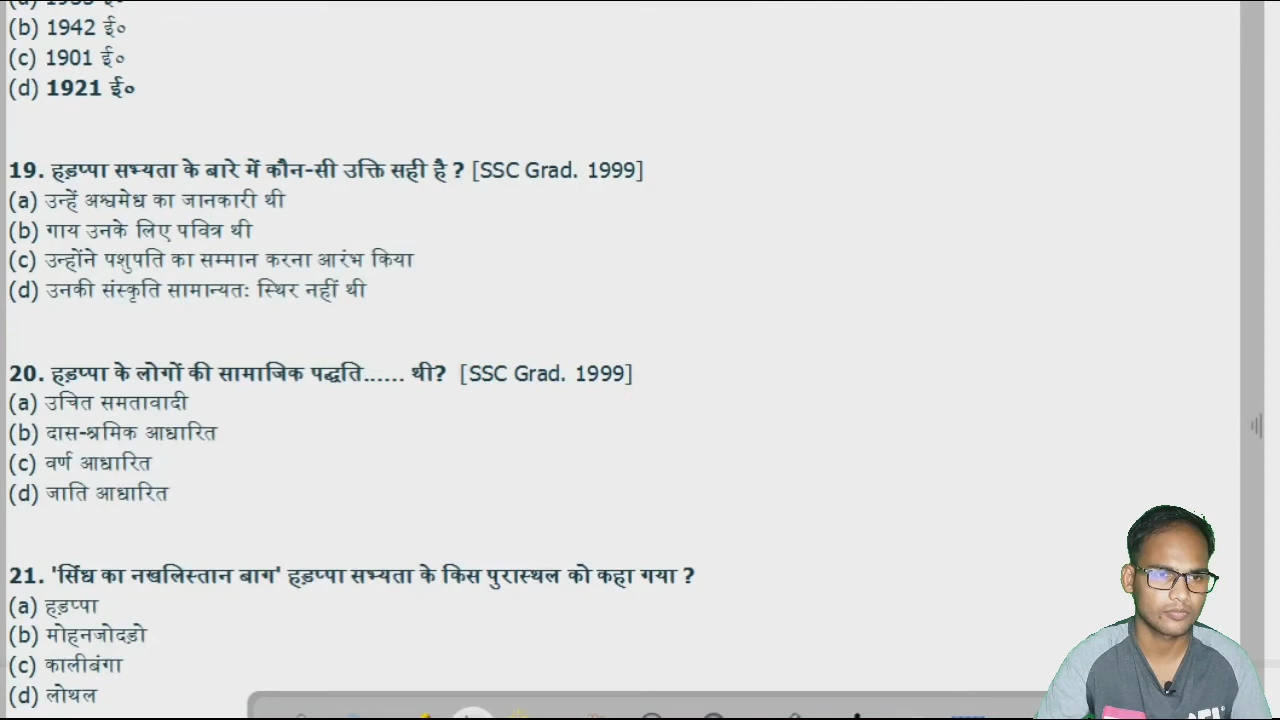 (b) 1942 ई०
(c) 1901 ई०
(d) 1921 ई०
19. हड़प्पा सभ्यता के बारे में कौन-सी उक्ति सही है ? [SSC Grad. 1999]
(a) उन्हें अश्वमेध का जानकारी थी
(b) गाय उनके लिए पवित्र थी
(c) उन्होंने पशुपति का सम्मान करना आरंभ किया
(d) उनकी संस्कृति सामान्यतः स्थिर नहीं थी
20. हड़प्पा के लोगों की सामाजिक पद्धति...... थी? [SSC Grad. 1999]
(a) उचित समतावादी
(b) दास-श्रमिक आधारित
(c) वर्ण आधारित
(d) जाति आधारित
21. 'सिंध का नखलिस्तान बाग' हड़प्पा सभ्यता के किस पुरास्थल को कहा गया ?
(a) हड़प्पा
(b) मोहनजोदड़ो
(c) कालीबंगा
(d) लोथल